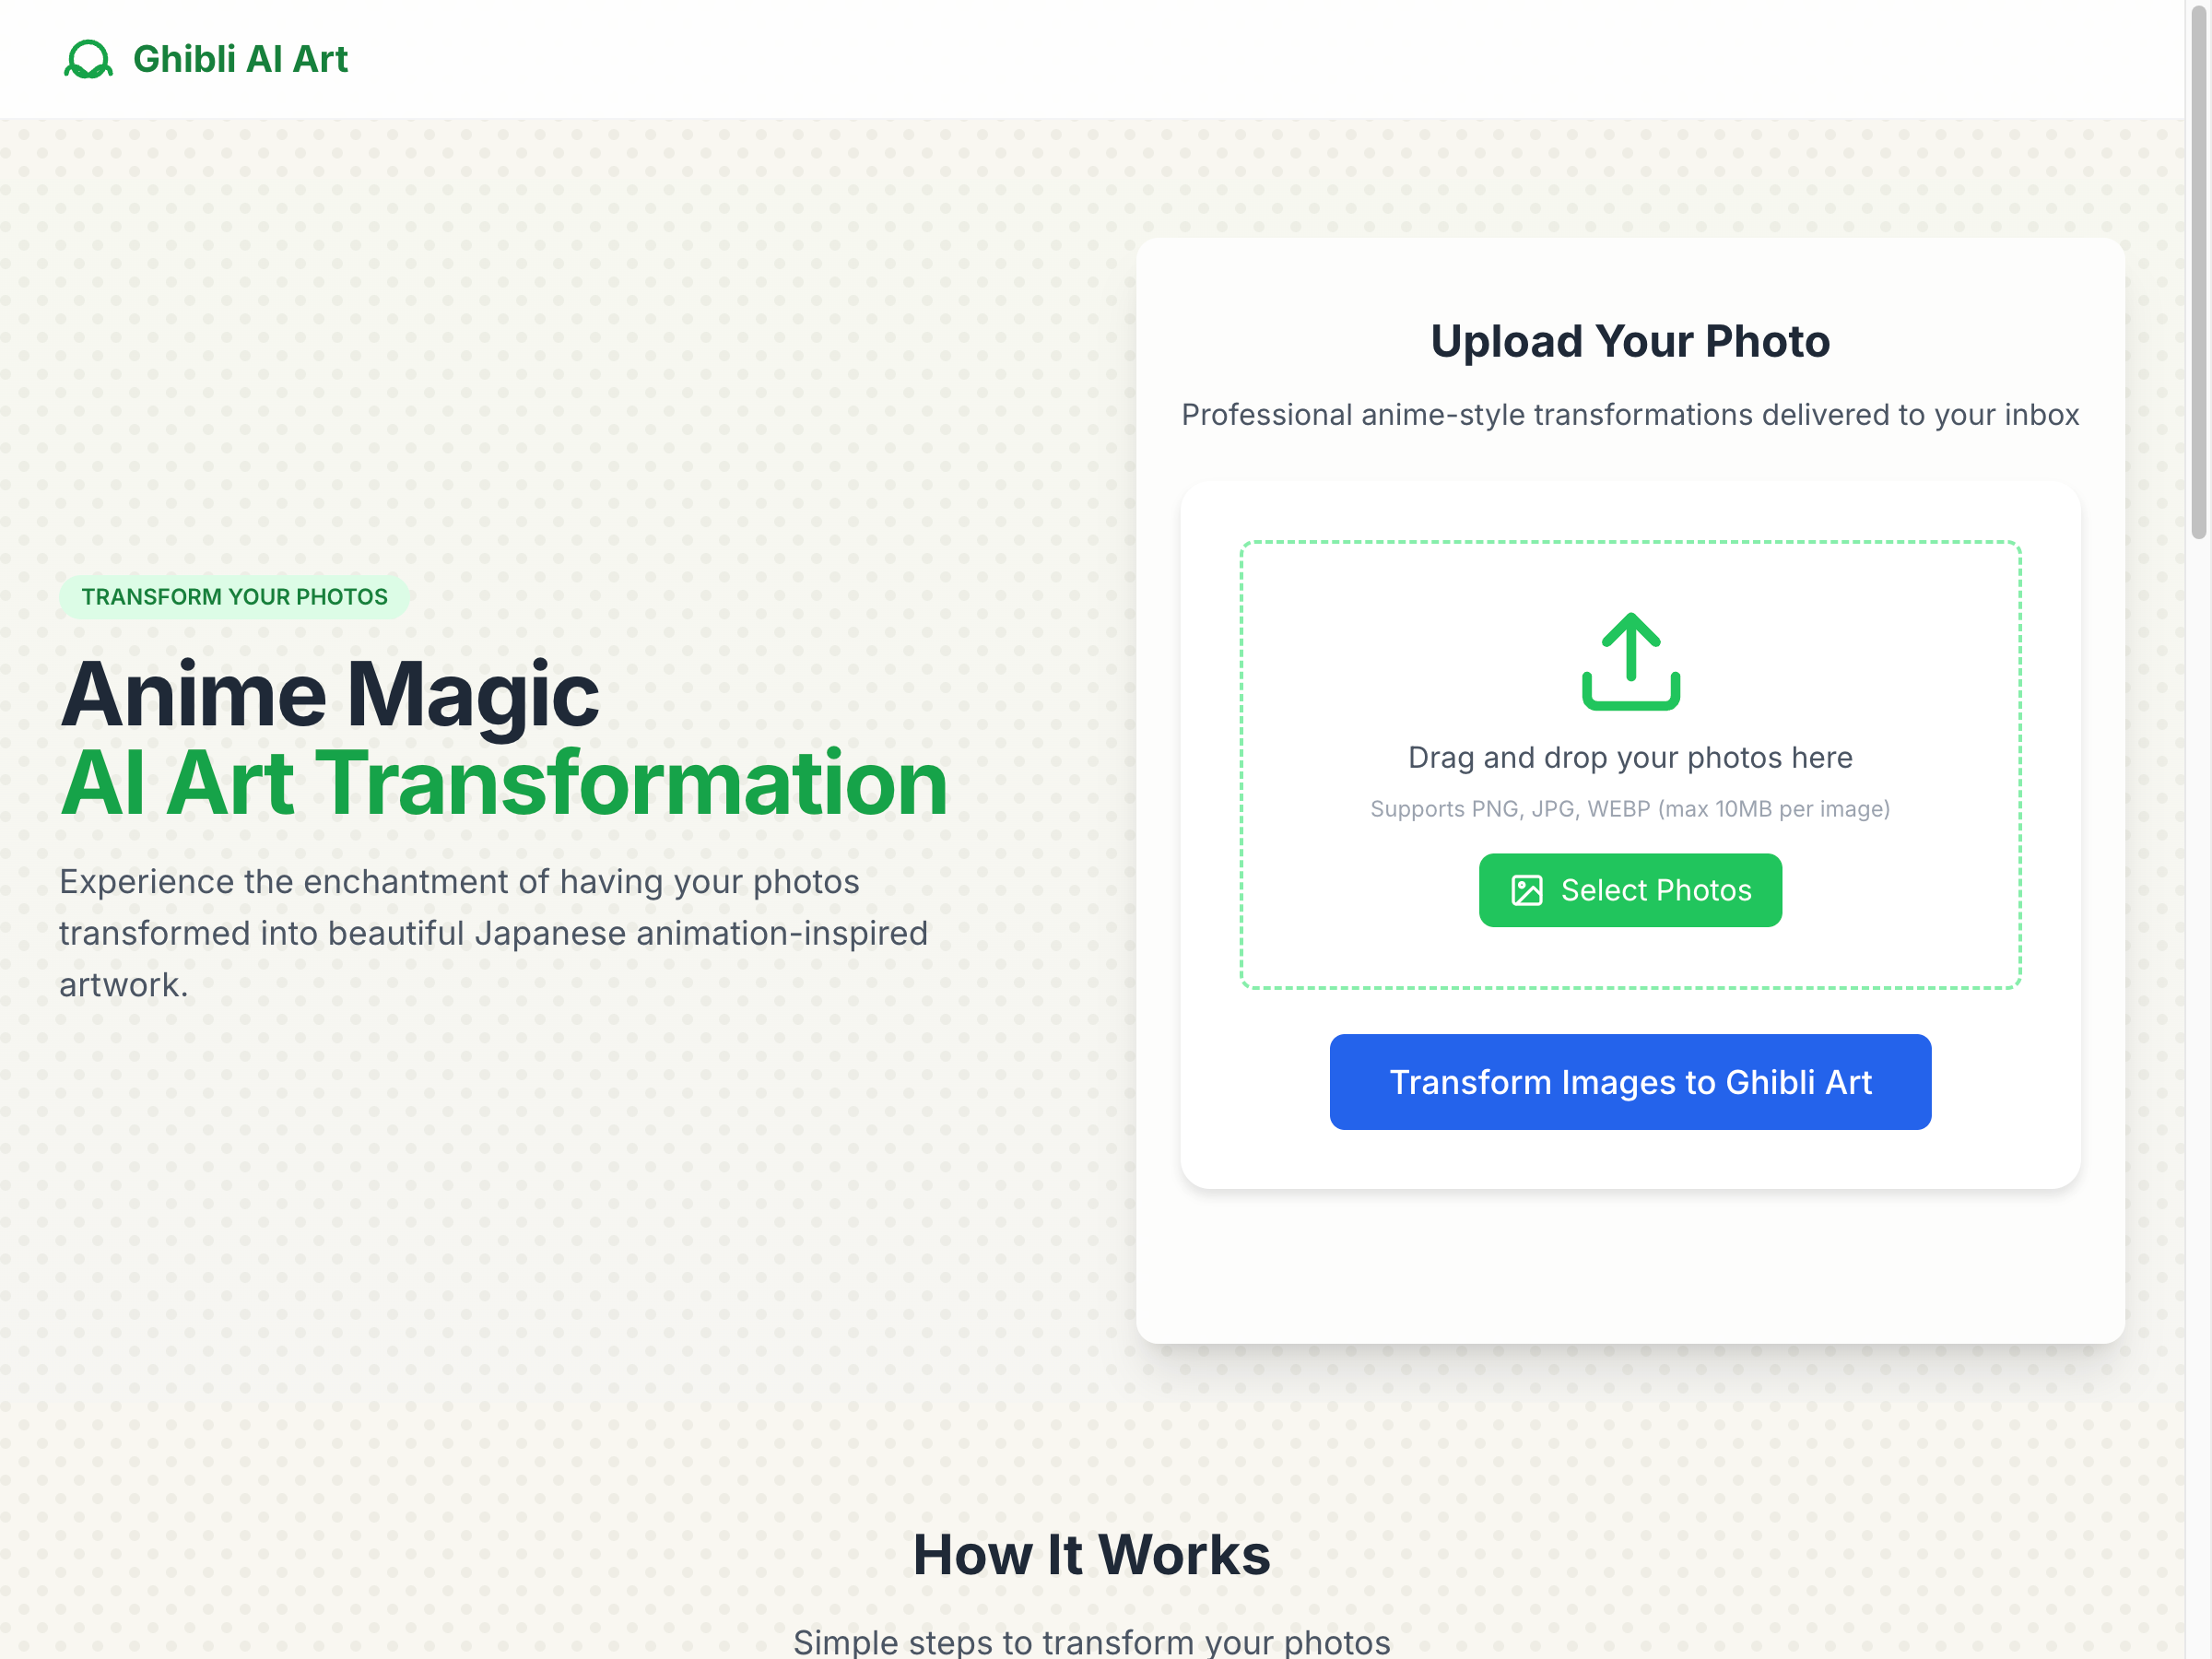 Ghibli AI Art
TRANSFORM YOUR PHOTOS
Anime Magic
AI Art Transformation
Experience the enchantment of having your photos
transformed into beautiful Japanese animation-inspired
artwork.
Upload Your Photo
Professional anime-style transformations delivered to your inbox
Drag and drop your photos here
Supports PNG, JPG, WEBP (max 10MB per image)
Select Photos
Transform Images to Ghibli Art
How It Works
Simple steps to transform your photos